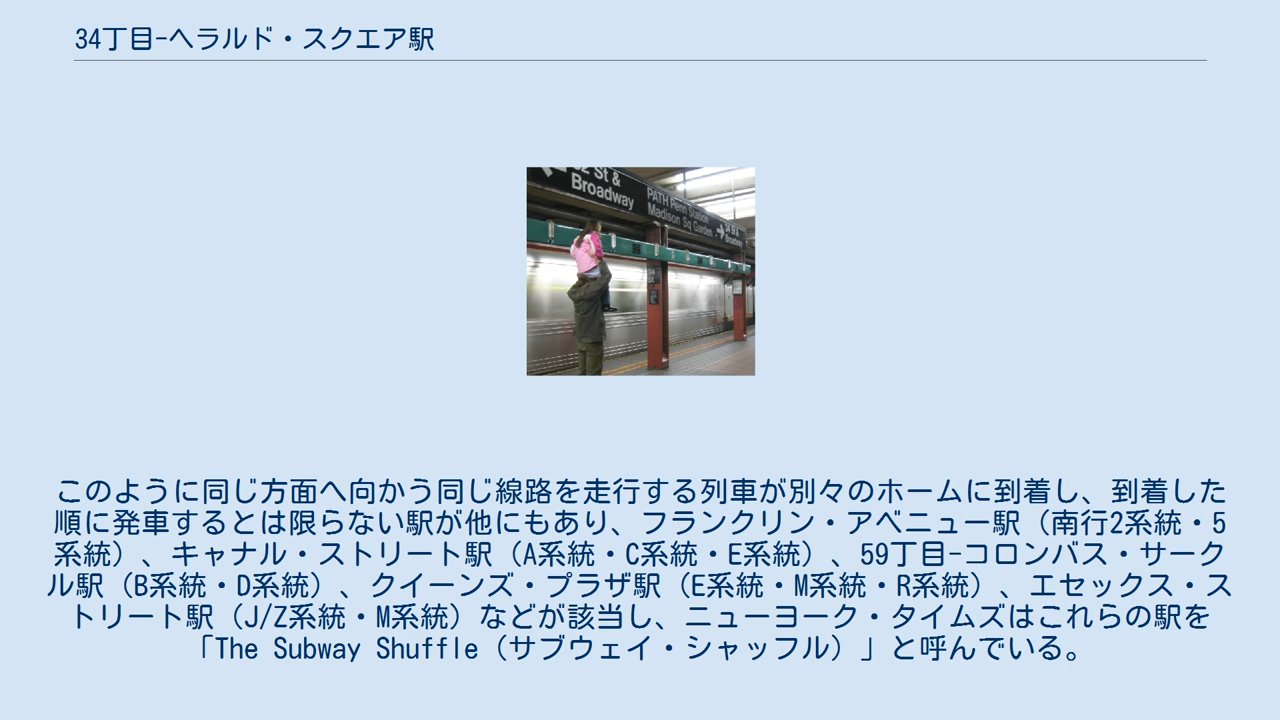 34丁目-ヘラルド・スクエア駅
32 St &
Broadway
PATH Penn Station
Madison Sq Garden
34 St &
Broadway
このように同じ方面へ向かう同じ線路を走行する列車が別々のホームに到着し、到着した
順に発車するとは限らない駅が他にもあり、フランクリン・アベニュー駅（南行2系統・5
系統）、キャナル・ストリート駅（A系統・C系統・E系統）、59丁目-コロンバス・サーク
ル駅（B系統・D系統）、クイーンズ・プラザ駅（E系統・M系統・R系統）、エセックス・ス
トリート駅（J/Z系統・M系統）などが該当し、ニューヨーク・タイムズはこれらの駅を
「The Subway Shuffle（サブウェイ・シャッフル）」と呼んでいる。